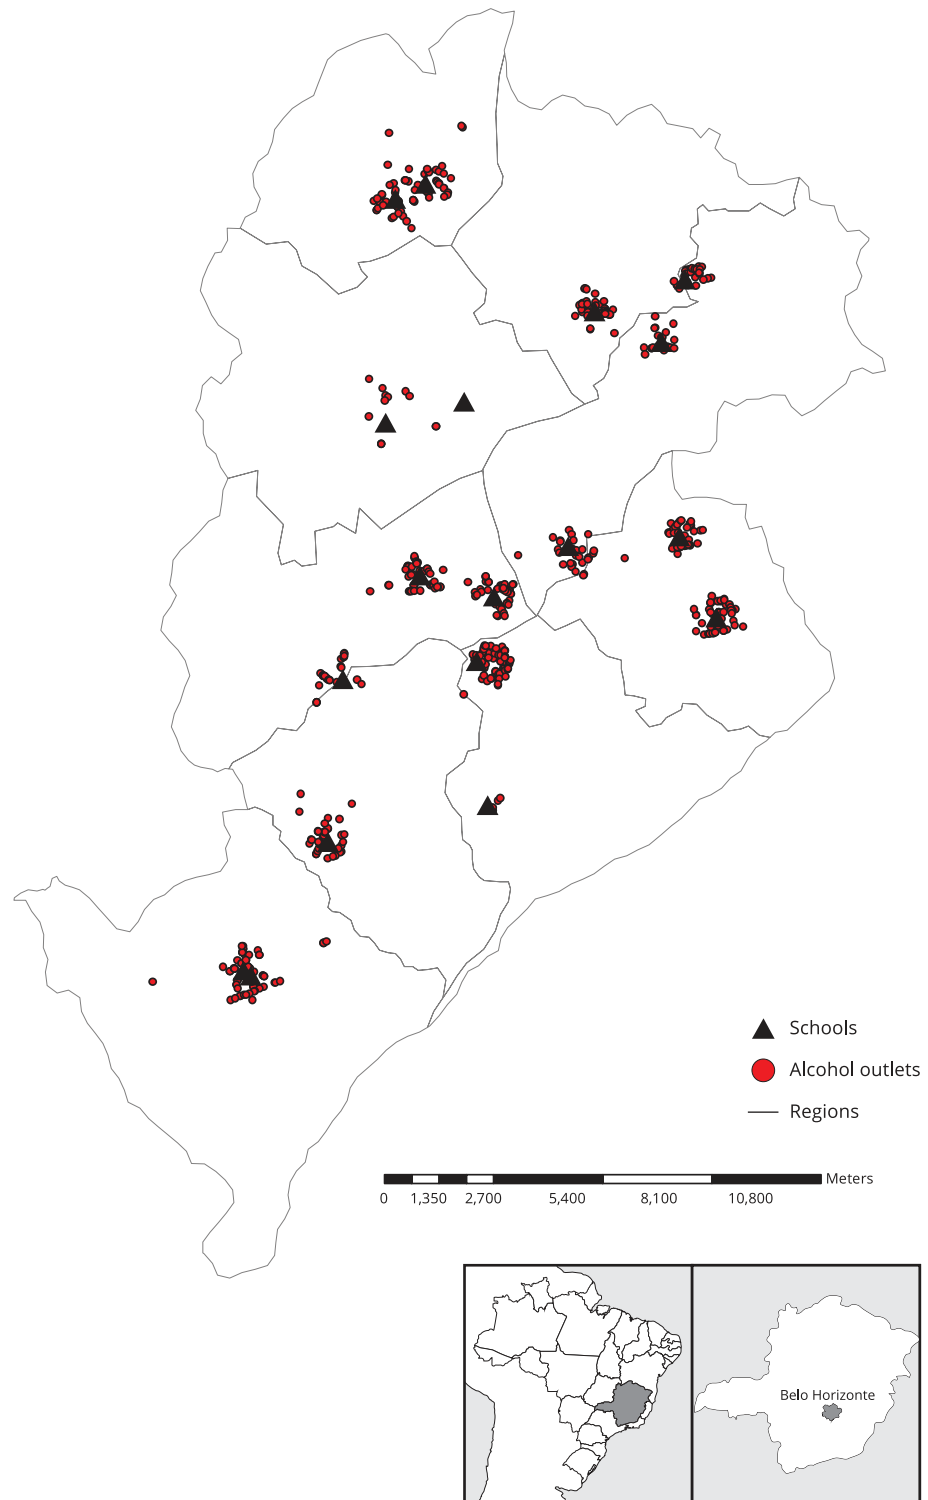 Schools
Alcohol outlets
Regions
Meters
0 1,350 2,700 5,400 8,100 10,800
Belo Horizonte